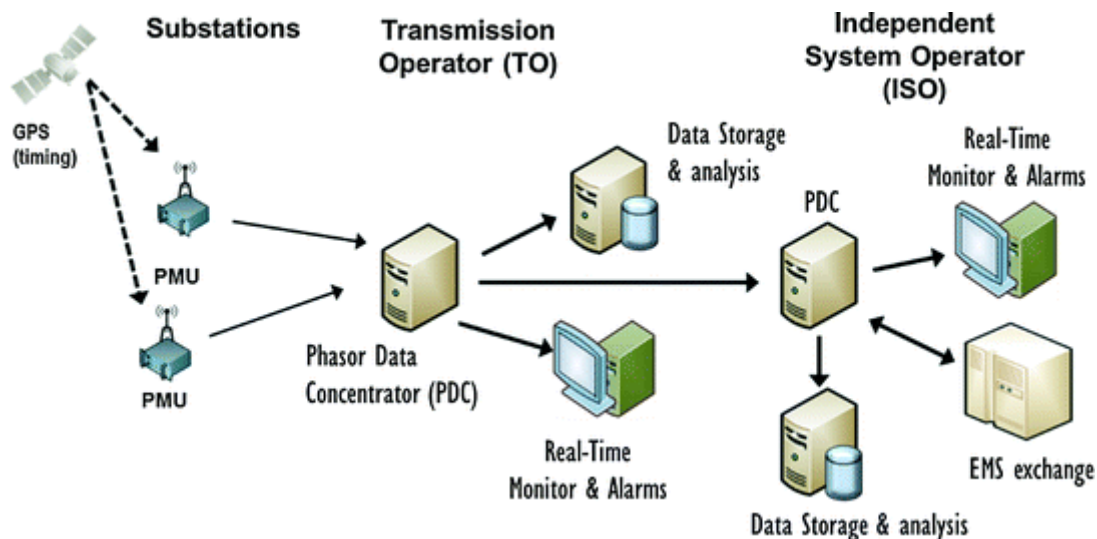 Substations
Transmission
Operator (TO)
Independent
System Operator
(ISO)
GPS
(timing)
PMU
PMU
Phasor Data
Concentrator (PDC)
Data Storage
& analysis
Real-Time
Monitor & Alarms
PDC
Real-Time
Monitor & Alarms
EMS exchange
Data Storage & analysis